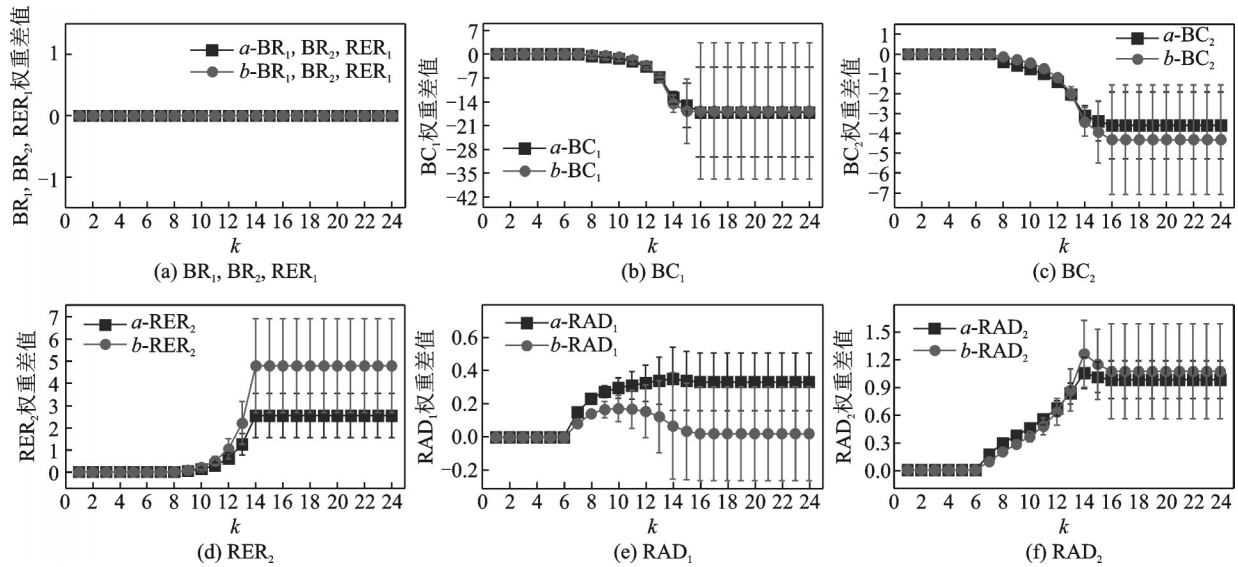 BR₁, BR₂, RER₁权重差值
1
0
−1
a-BR₁, BR₂, RER₁
b-BR₁, BR₂, RER₁
0 2 4 6 8 10 12 14 16 18 20 22 24
k
(a) BR₁, BR₂, RER₁
BC₁权重差值
7
0
−7
−14
−21
−28
−35
−42
a-BC₁
b-BC₁
0 2 4 6 8 10 12 14 16 18 20 22 24
k
(b) BC₁
BC₂权重差值
1
0
−1
−2
−3
−4
−5
−6
−7
a-BC₂
b-BC₂
0 2 4 6 8 10 12 14 16 18 20 22 24
k
(c) BC₂
RER₂权重差值
7
6
5
4
3
2
1
0
a-RER₂
b-RER₂
0 2 4 6 8 10 12 14 16 18 20 22 24
k
(d) RER₂
RAD₁权重差值
0.6
0.4
0.2
0.0
−0.2
a-RAD₁
b-RAD₁
0 2 4 6 8 10 12 14 16 18 20 22 24
k
(e) RAD₁
RAD₂权重差值
1.5
1.2
0.9
0.6
0.3
0.0
a-RAD₂
b-RAD₂
0 2 4 6 8 10 12 14 16 18 20 22 24
k
(f) RAD₂